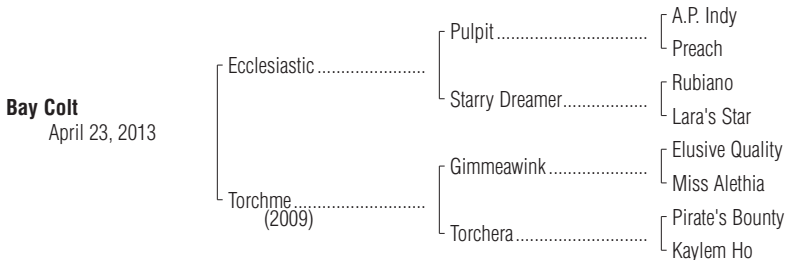 A.P. Indy
Pulpit
Preach
Ecclesiastic
Rubiano
Starry Dreamer
Lara's Star
Bay Colt
April 23, 2013
Elusive Quality
Gimmeawink
Miss Alethia
Torchme
(2009)
Pirate's Bounty
Torchera
Kaylem Ho